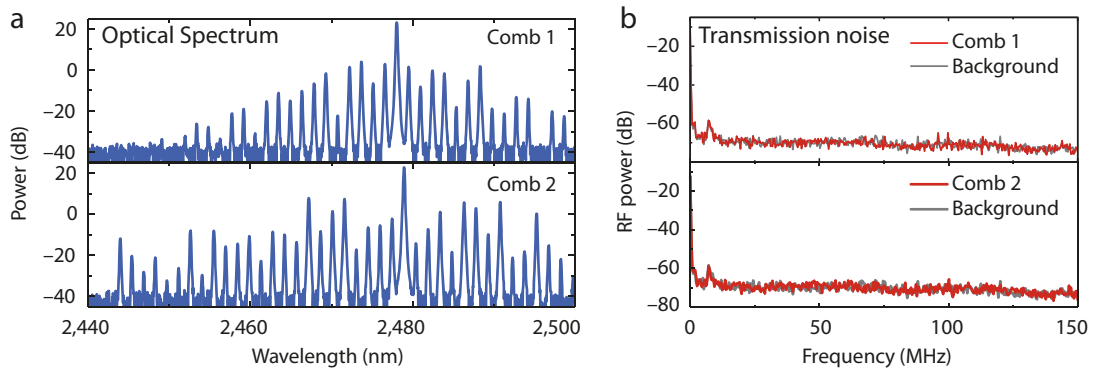 a
Optical Spectrum
Comb 1
20
0
−20
−40
Comb 2
20
0
−20
−40
Power (dB)
2,440
2,460
2,480
2,500
Wavelength (nm)
b
Transmission noise
Comb 1
Background
−20
−40
−60
Comb 2
Background
−20
−40
−60
−80
RF power (dB)
0
50
100
150
Frequency (MHz)